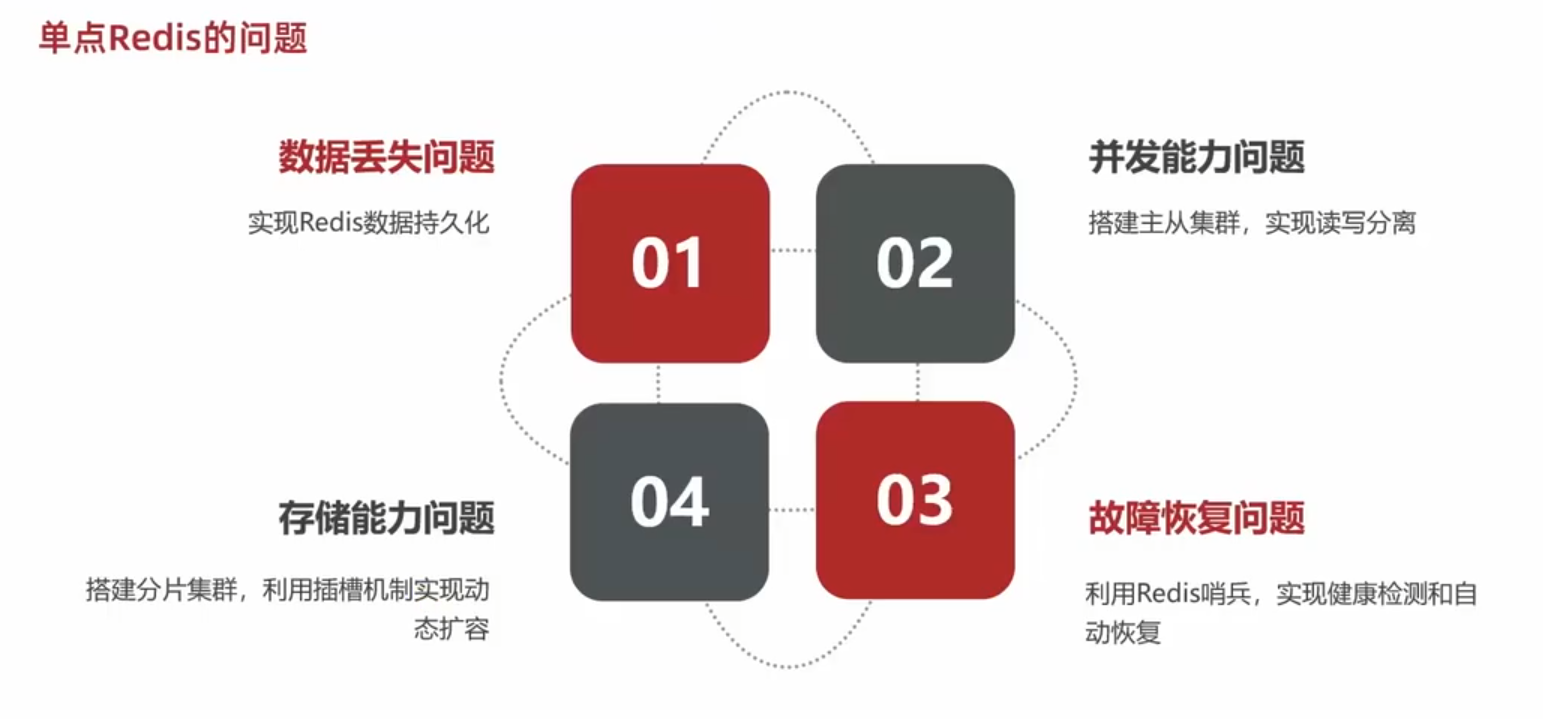 单点Redis的问题
数据丢失问题
实现Redis数据持久化
01
02
并发能力问题
搭建主从集群，实现读写分离
存储能力问题
搭建分片集群，利用插槽机制实现动
态扩容
04
03
故障恢复问题
利用Redis哨兵，实现健康检测和自
动恢复